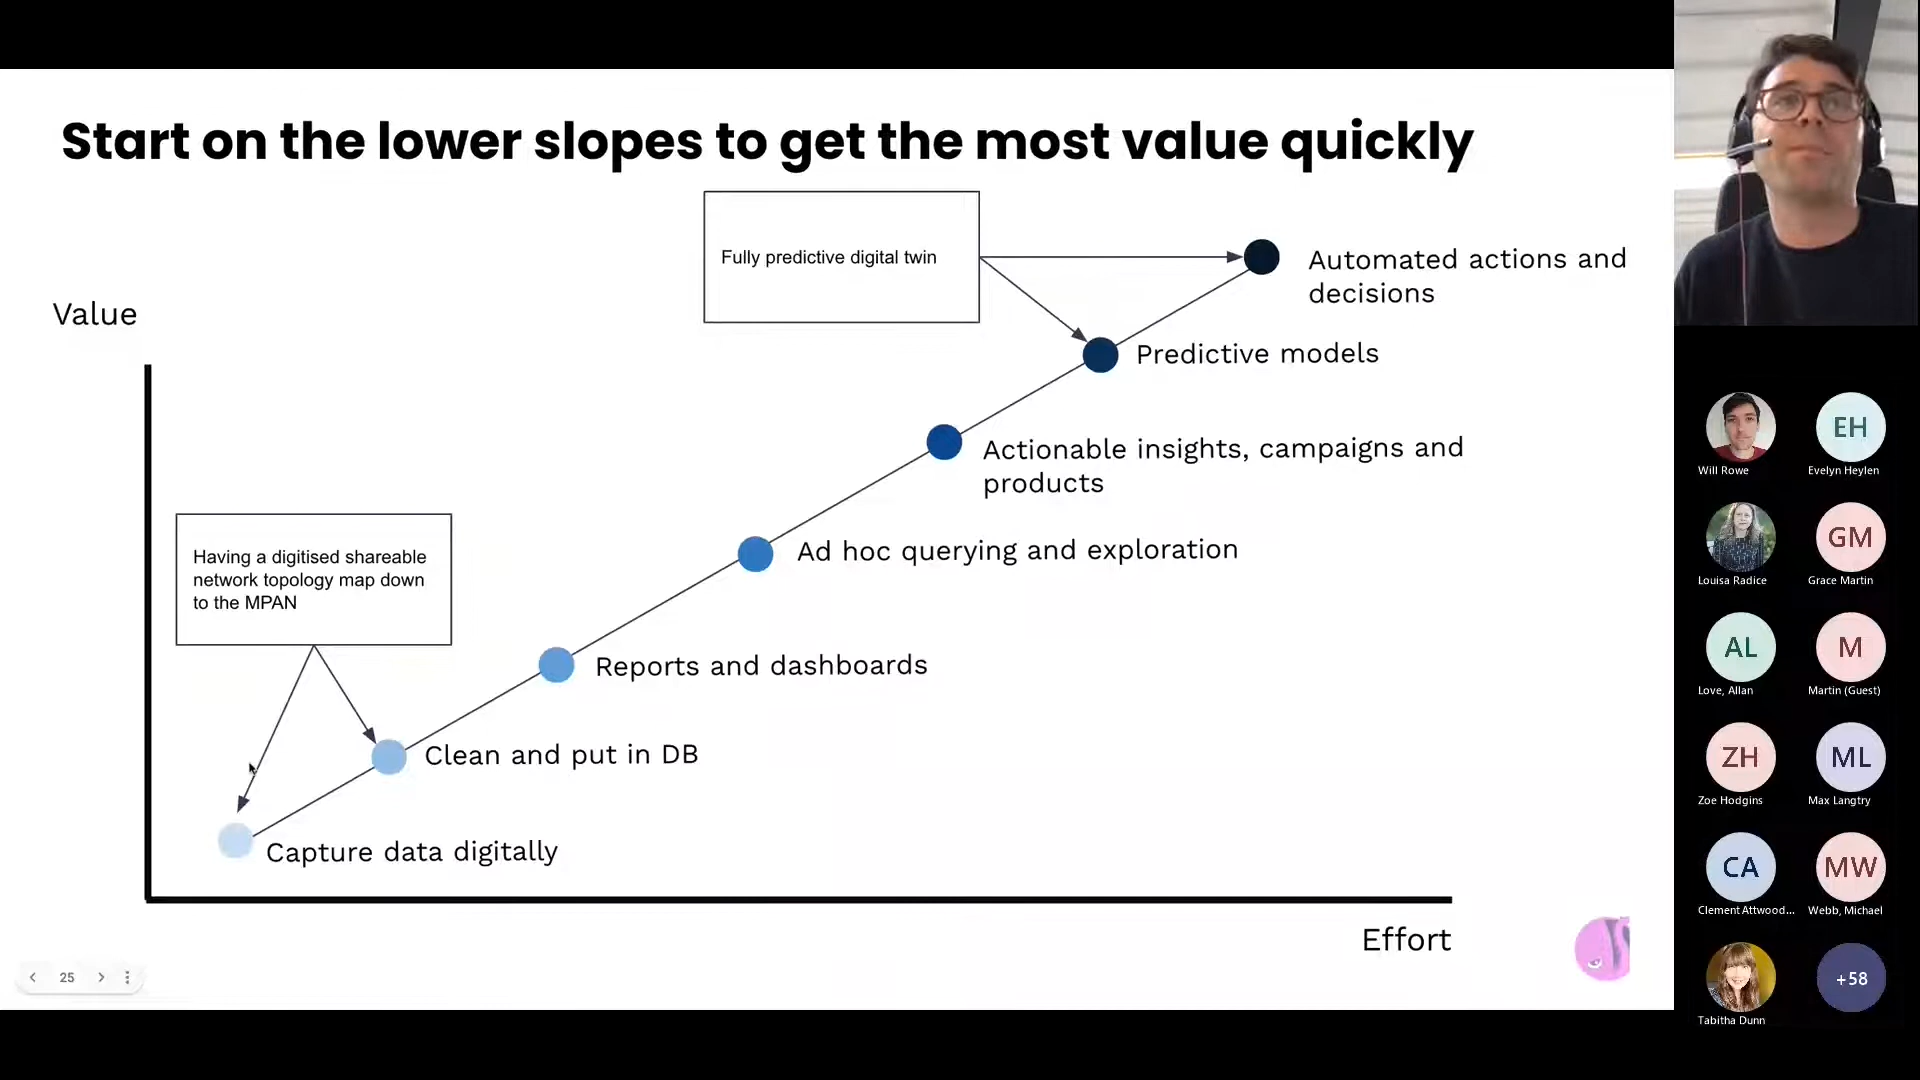 Start on the lower slopes to get the most value quickly
Fully predictive digital twin
Automated actions and
decisions
Value
Predictive models
Actionable insights, campaigns and
products
Having a digitised shareable
network topology map down
to the MPAN
Ad hoc querying and exploration
Reports and dashboards
Clean and put in DB
Capture data digitally
Effort
25
EH
Will Rowe
Evelyn Heylen
GM
Louisa Radice
Grace Martin
AL
M
Love, Allan
Martin (Guest)
ZH
ML
Zoe Hodgins
Max Langtry
CA
MW
Clement Attwood...
Webb, Michael
+58
Tabitha Dunn